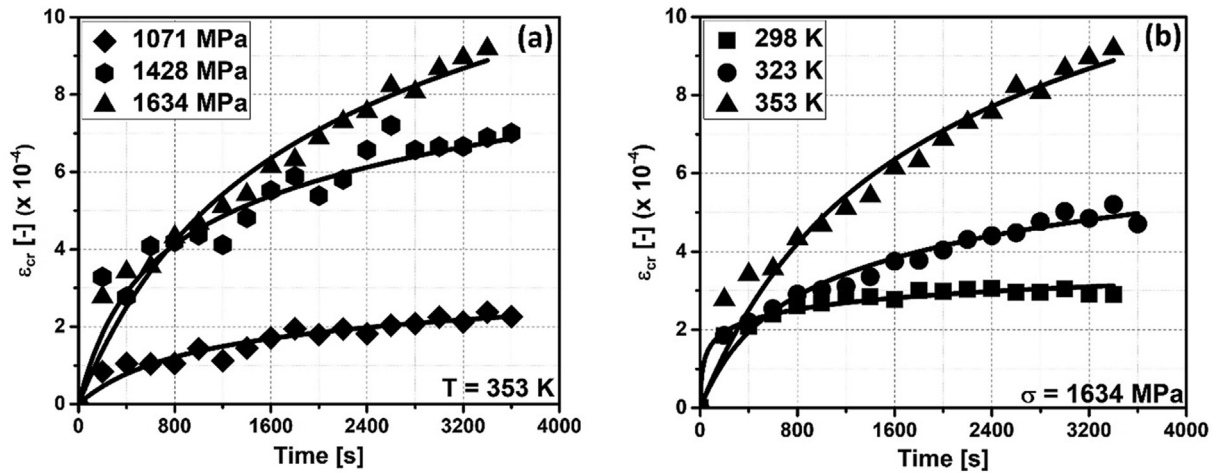 (a)
1071 MPa
1428 MPa
1634 MPa
εcr [-] (x 10-4)
10
8
6
4
2
0
T = 353 K
0 800 1600 2400 3200 4000
Time [s]
(b)
298 K
323 K
353 K
εcr [-] (x 10-4)
10
8
6
4
2
0
σ = 1634 MPa
0 800 1600 2400 3200 4000
Time [s]